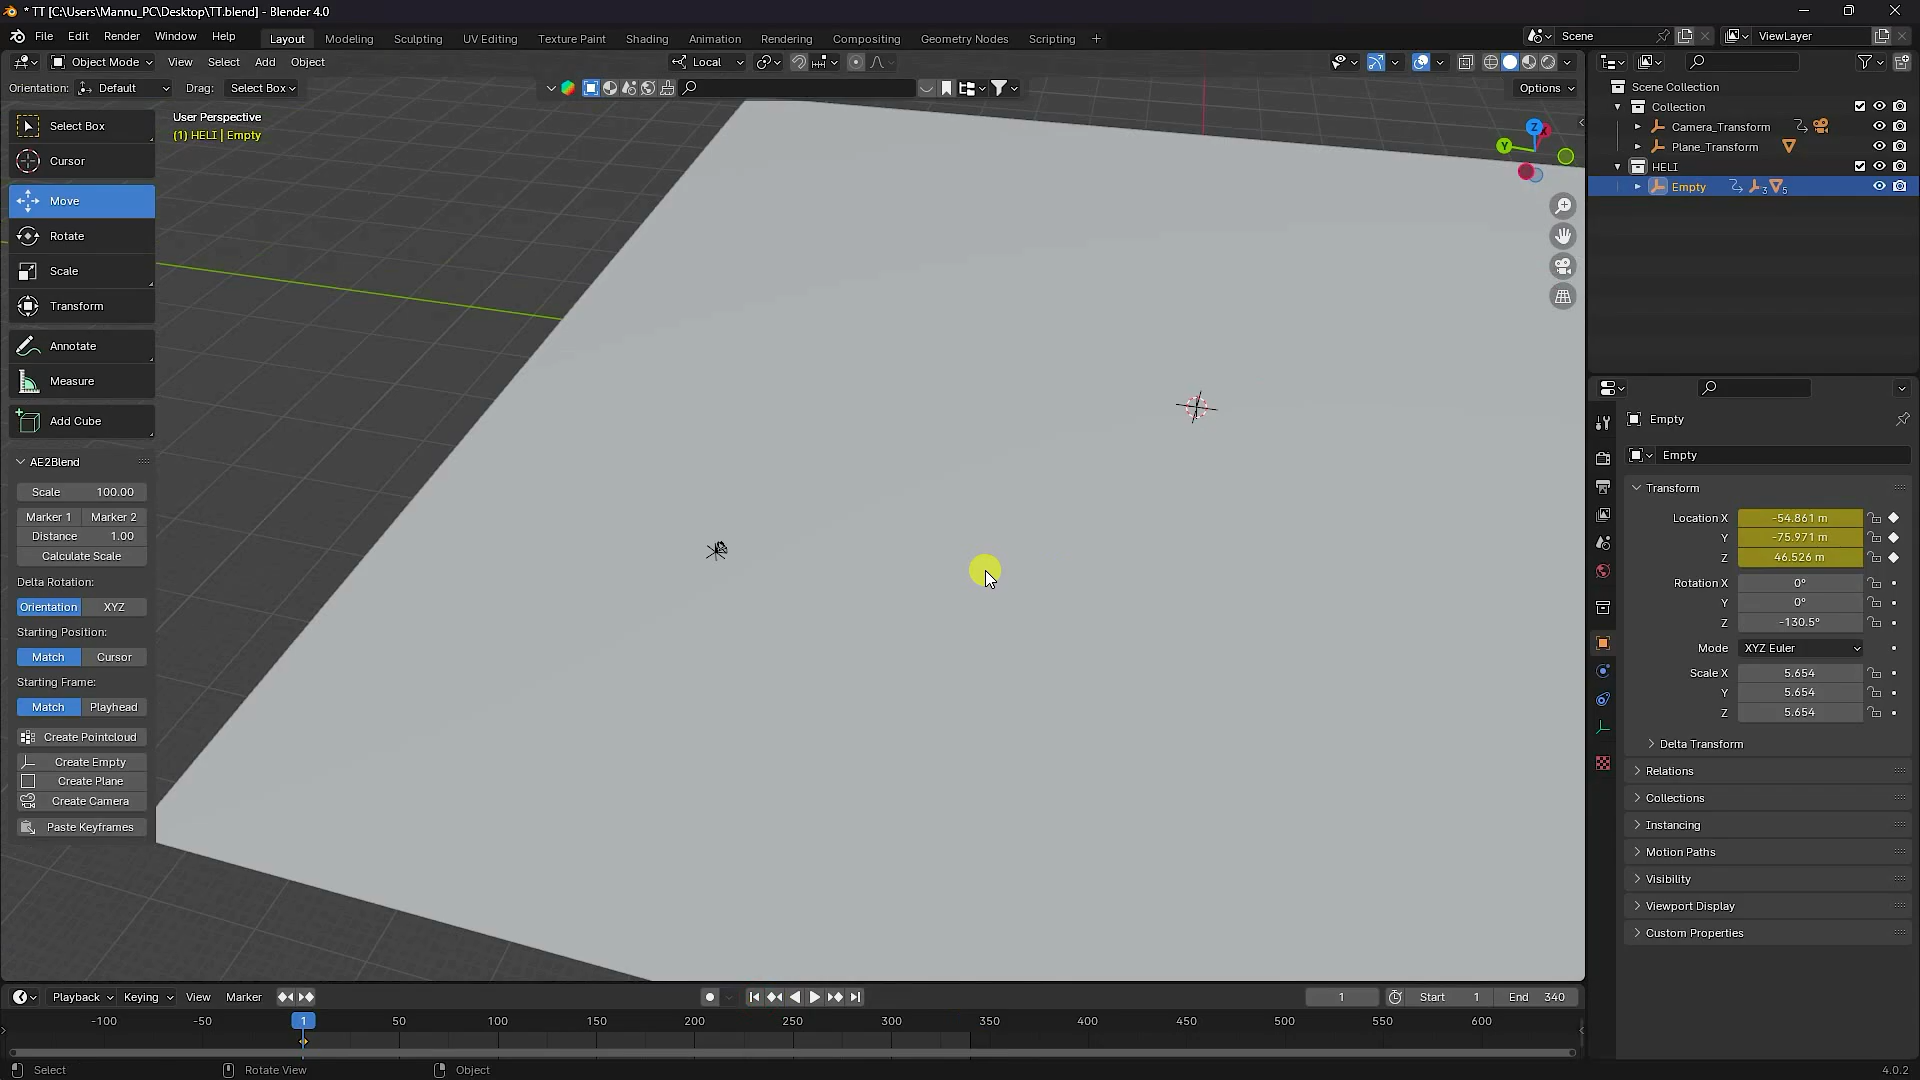 * TT [C:\Users\Mannu_PC\Desktop\TT.blend] - Blender 4.0
File Edit Render Window Help
Layout Modeling Sculpting UV Editing Texture Paint Shading Animation Rendering Compositing Geometry Nodes Scripting +
Scene
ViewLayer
Object Mode View Select Add Object
Local
Orientation: Default Drag: Select Box
Options
User Perspective
(1) HELI | Empty
Select Box
Cursor
Move
Rotate
Scale
Transform
Annotate
Measure
Add Cube
AE2Blend
Scale 100.00
Marker 1 Marker 2
Distance 1.00
Calculate Scale
Delta Rotation:
Orientation XYZ
Starting Position:
Match Cursor
Starting Frame:
Match Playhead
Create Pointcloud
Create Empty
Create Plane
Create Camera
Paste Keyframes
Z
X
Y
Scene Collection
Collection
Camera_Transform
Plane_Transform
HELI
Empty 3 5
Empty
Empty
Transform
Location X -54.861 m
Y -75.971 m
Z 46.526 m
Rotation X 0°
Y 0°
Z -130.5°
Mode XYZ Euler
Scale X 5.654
Y 5.654
Z 5.654
Delta Transform
Relations
Collections
Instancing
Motion Paths
Visibility
Viewport Display
Custom Properties
Playback Keying View Marker
1
Start 1 End 340
-100 -50 1 50 100 150 200 250 300 350 400 450 500 550 600
Select Rotate View Object
4.0.2